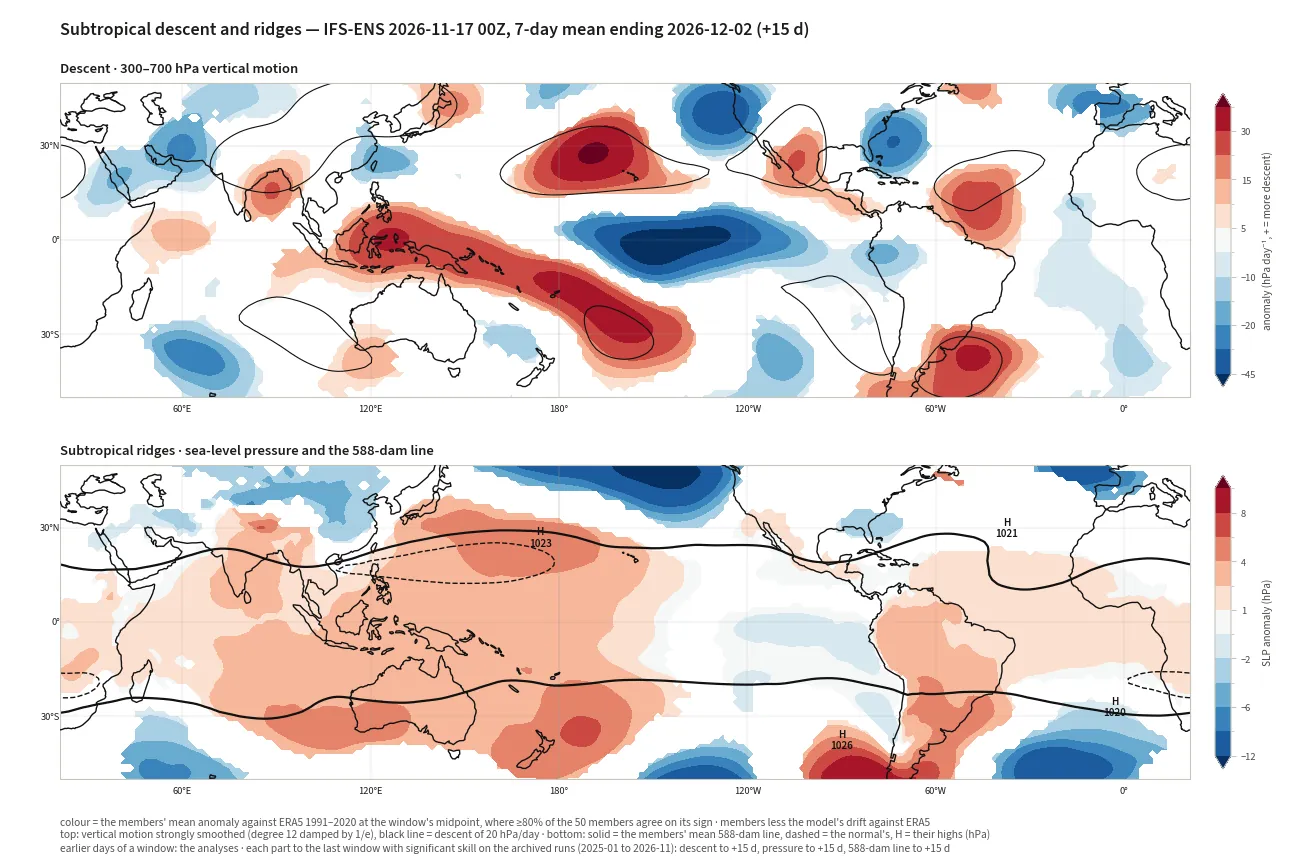 Subtropical descent and ridges — IFS-ENS 2026-11-17 00Z, 7-day mean ending 2026-12-02 (+15 d)
Descent · 300–700 hPa vertical motion
30°N
0°
30°S
60°E
120°E
180°
120°W
60°W
0°
30
15
5
−10
−20
−45
anomaly (hPa day⁻¹, + = more descent)
Subtropical ridges · sea-level pressure and the 588-dam line
30°N
0°
30°S
H
1023
H
1021
H
1026
H
1020
60°E
120°E
180°
120°W
60°W
0°
8
4
1
−2
−6
−12
SLP anomaly (hPa)
colour = the members' mean anomaly against ERA5 1991–2020 at the window's midpoint, where ≥80% of the 50 members agree on its sign · members less the model's drift against ERA5
top: vertical motion strongly smoothed (degree 12 damped by 1/e), black line = descent of 20 hPa/day · bottom: solid = the members' mean 588-dam line, dashed = the normal's, H = their highs (hPa)
earlier days of a window: the analyses · each part to the last window with significant skill on the archived runs (2025-01 to 2026-11): descent to +15 d, pressure to +15 d, 588-dam line to +15 d